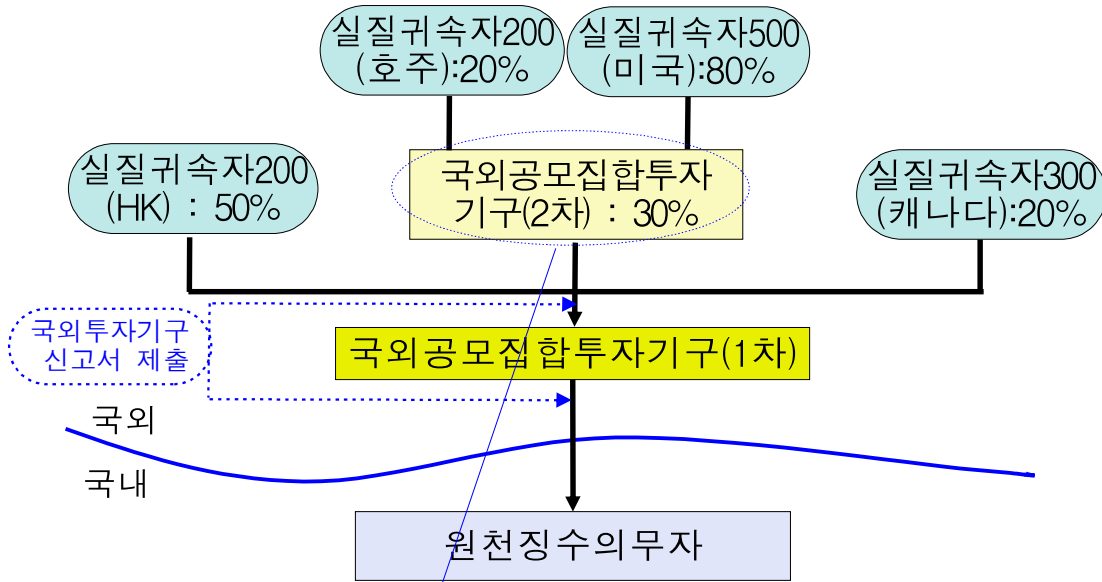 실질귀속자200
(호주):20%
실질귀속자500
(미국):80%
실질귀속자200
(HK) : 50%
국외공모집합투자
기구(2차) : 30%
실질귀속자300
(캐나다):20%
국외투자기구
신고서 제출
국외공모집합투자기구(1차)
국외
국내
원천징수의무자